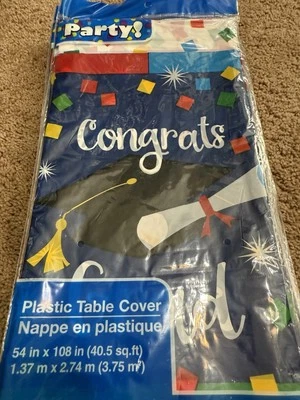 Party!
Congrats
Grad
Plastic Table Cover
Nappe en plastique
54 in x 108 in (40.5 sq.ft)
1.37 m x 2.74 m (3.75 m²)